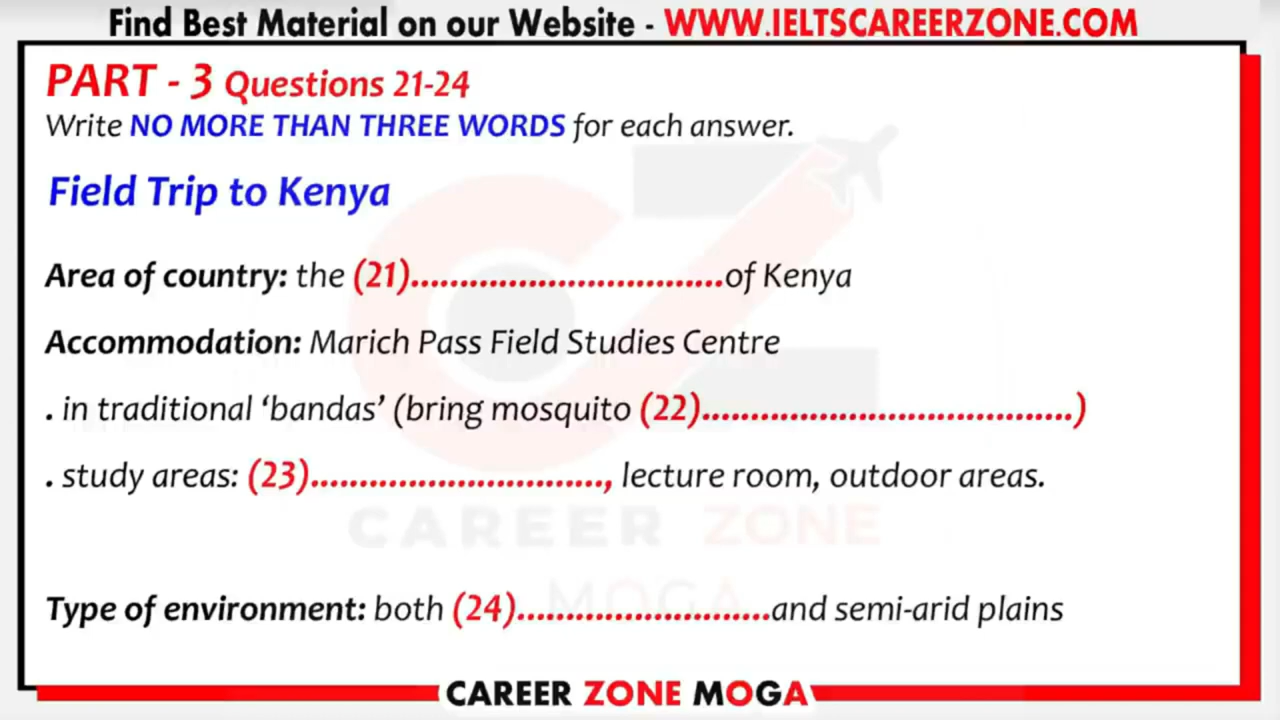 Find Best Material on our Website - WWW.IELTSCAREERZONE.COM
PART - 3 Questions 21-24
Write NO MORE THAN THREE WORDS for each answer.
Field Trip to Kenya
Area of country: the (21)................................of Kenya
Accommodation: Marich Pass Field Studies Centre
. in traditional ‘bandas’ (bring mosquito (22)......................................)
. study areas: (23).............................., lecture room, outdoor areas.
CAREER ZONE
MOGA
Type of environment: both (24)..........................and semi-arid plains
CAREER ZONE MOGA